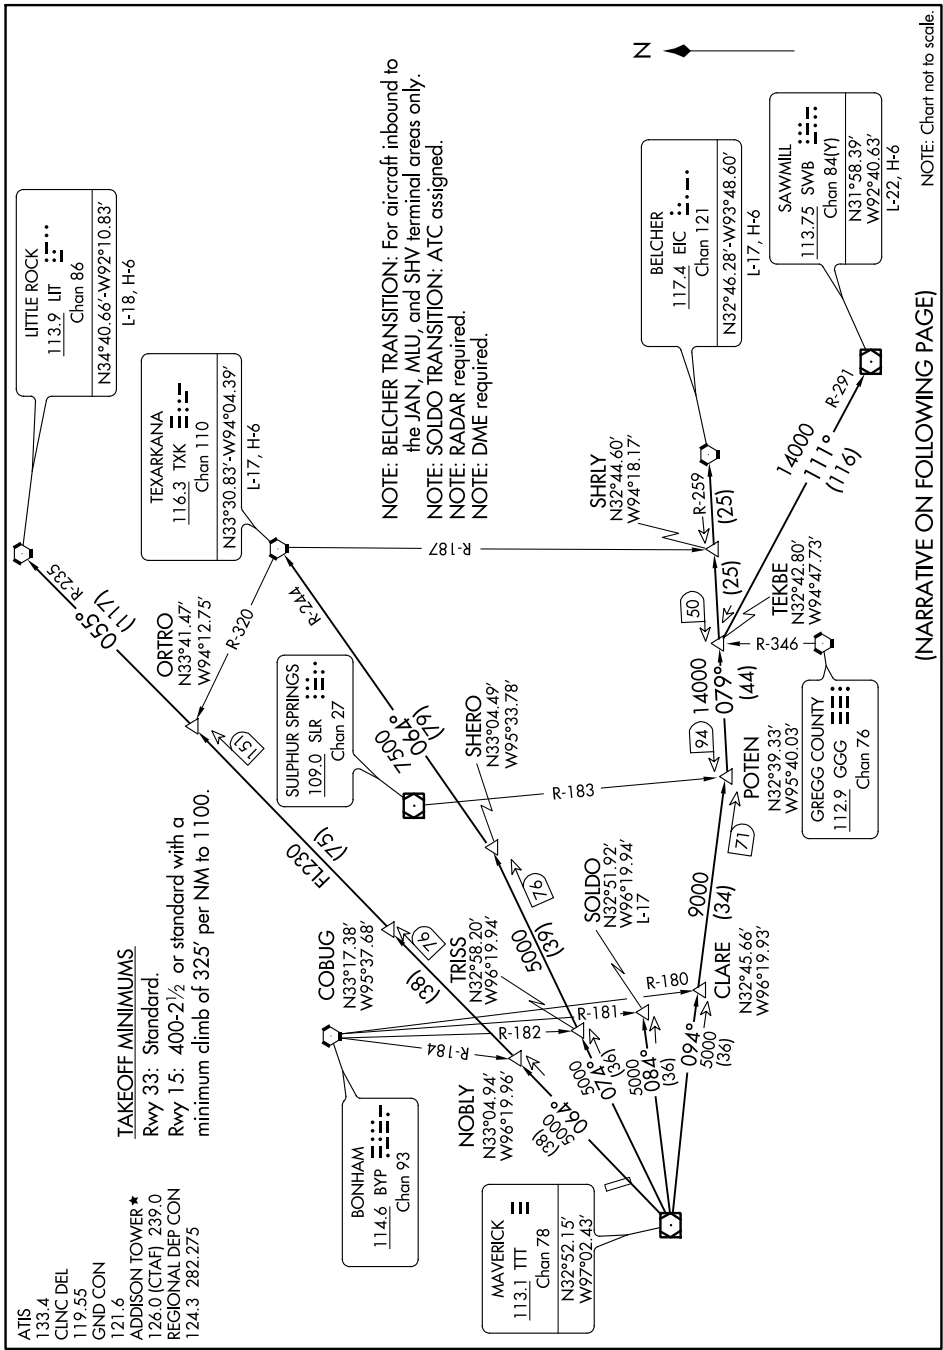 ATIS
133.4
CLNC DEL
119.55
GND CON
121.6
ADDISON TOWER★
126.0 (CTAF) 239.0
REGIONAL DEP CON
124.3 282.275
TAKEOFF MINIMUMS
Rwy 33: Standard.
Rwy 15: 400-2½ or standard with a
minimum climb of 325' per NM to 1100.
LITTLE ROCK
113.9 LIT
Chan 86
N34°40.66'-W92°10.83'
L-18, H-6
R-235
055°
(117)
ORTRO
N33°41.47'
W94°12.75'
151
R-320
TEXARKANA
116.3 TXK
Chan 110
N33°30.83'-W94°04.39'
L-17, H-6
R-244
R-187
FL230
(75)
COBUG
N33°17.38'
W95°37.68'
76
(38)
NOTE: BELCHER TRANSITION: For aircraft inbound to
the JAN, MLU, and SHV terminal areas only.
NOTE: SOLDO TRANSITION: ATC assigned.
NOTE: RADAR required.
NOTE: DME required.
SULPHUR SPRINGS
109.0 SLR
Chan 27
R-183
7500
064°
(79)
SHERO
N33°04.49'
W95°33.78'
76
5000
(39)
BONHAM
114.6 BYP
Chan 93
R-184
R-182
R-181
R-180
NOBLY
N33°04.94'
W96°19.96'
TRISS
N32°58.20'
W96°19.94'
SOLDO
N32°51.92'
W96°19.94'
L-17
CLARE
N32°45.66'
W96°19.93'
MAVERICK
113.1 TTT
Chan 78
N32°52.15'
W97°02.43'
064°
5000
(38)
5000
074°
(36)
5000
084°
(36)
094°
5000
(36)
9000
(34)
71
POTEN
N32°39.33'
W95°40.03'
94
14000
079°
(44)
GREGG COUNTY
112.9 GGG
Chan 76
R-346
TEKBE
N32°42.80'
W94°47.73'
50
(25)
SHRLY
N32°44.60'
W94°18.17'
R-259
(25)
BELCHER
117.4 EIC
Chan 121
N32°46.28'-W93°48.60'
L-17, H-6
14000
111°
(116)
R-291
SAWMILL
113.75 SWB
Chan 84(Y)
N31°58.39'
W92°40.63'
L-22, H-6
N
NOTE: Chart not to scale.
(NARRATIVE ON FOLLOWING PAGE)